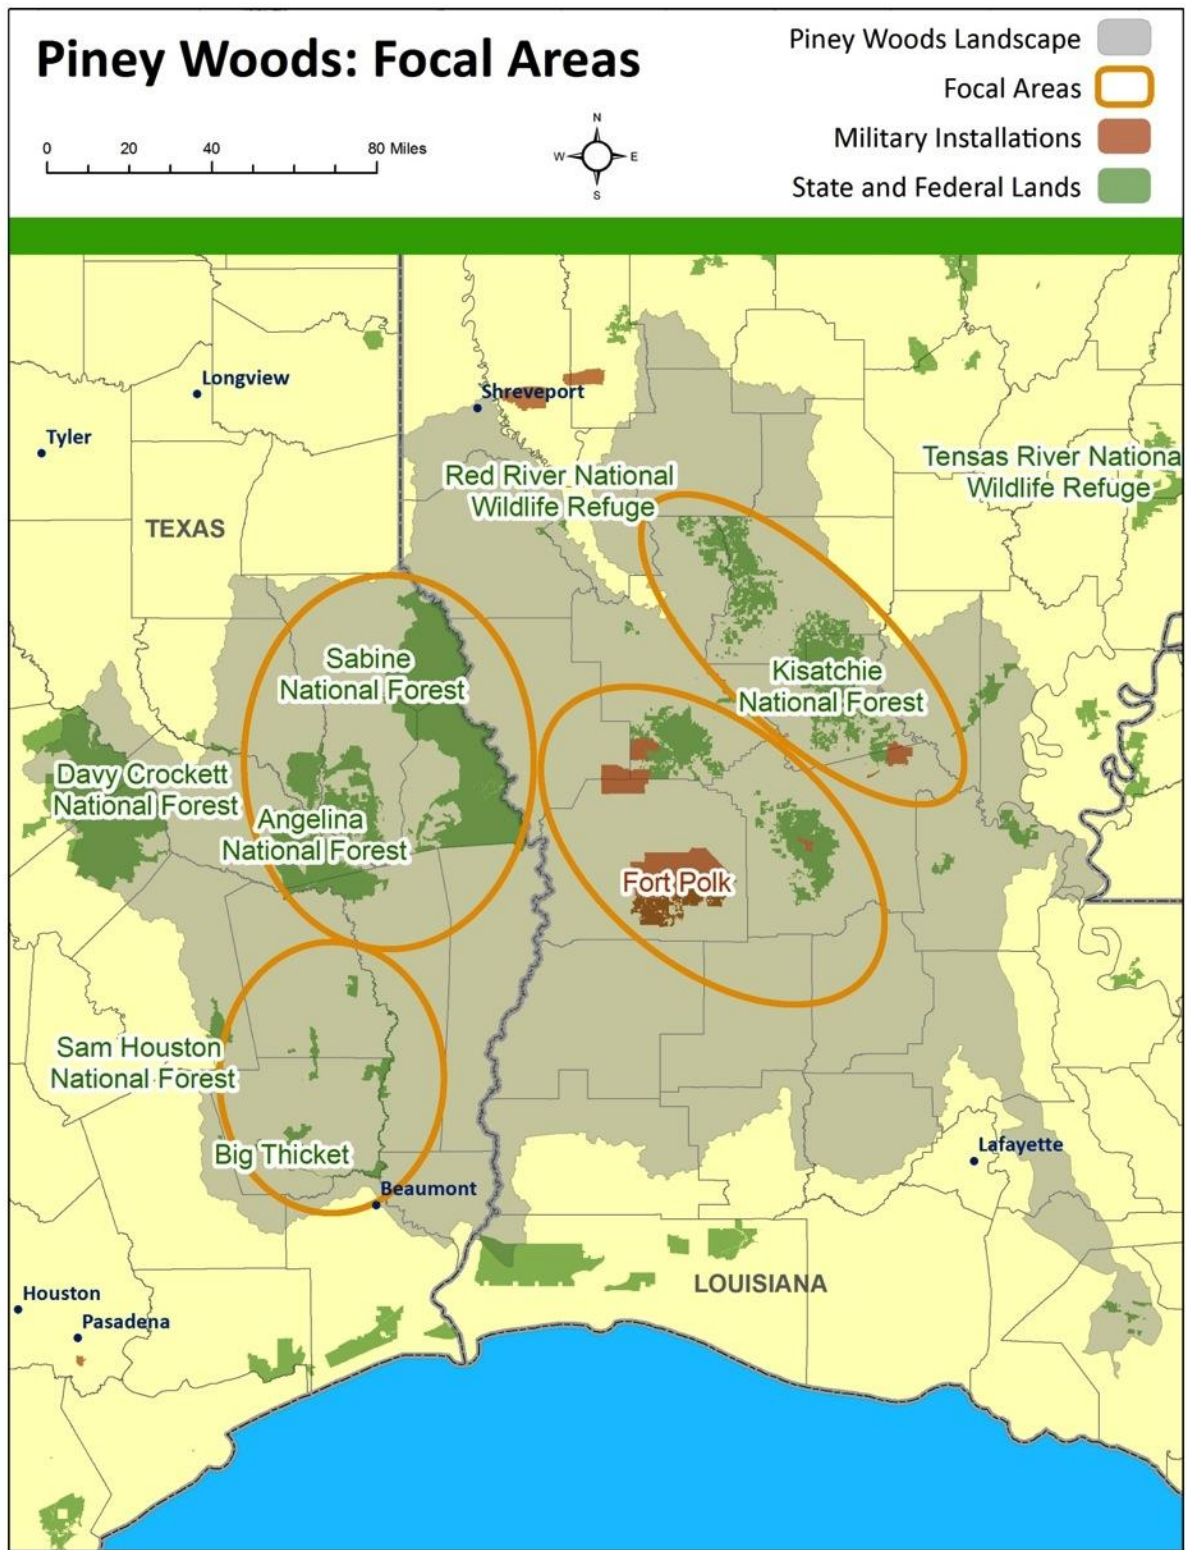 Piney Woods: Focal Areas
Piney Woods Landscape
Focal Areas
Military Installations
State and Federal Lands
0 20 40 80 Miles
N
W E
S
Longview
Shreveport
Tyler
Red River National
Wildlife Refuge
Tensas River Nationa
Wildlife Refuge
TEXAS
Sabine
National Forest
Kisatchie
National Forest
Davy Crockett
National Forest
Angelina
National Forest
Fort Polk
Sam Houston
National Forest
Big Thicket
Lafayette
Beaumont
LOUISIANA
Houston
Pasadena